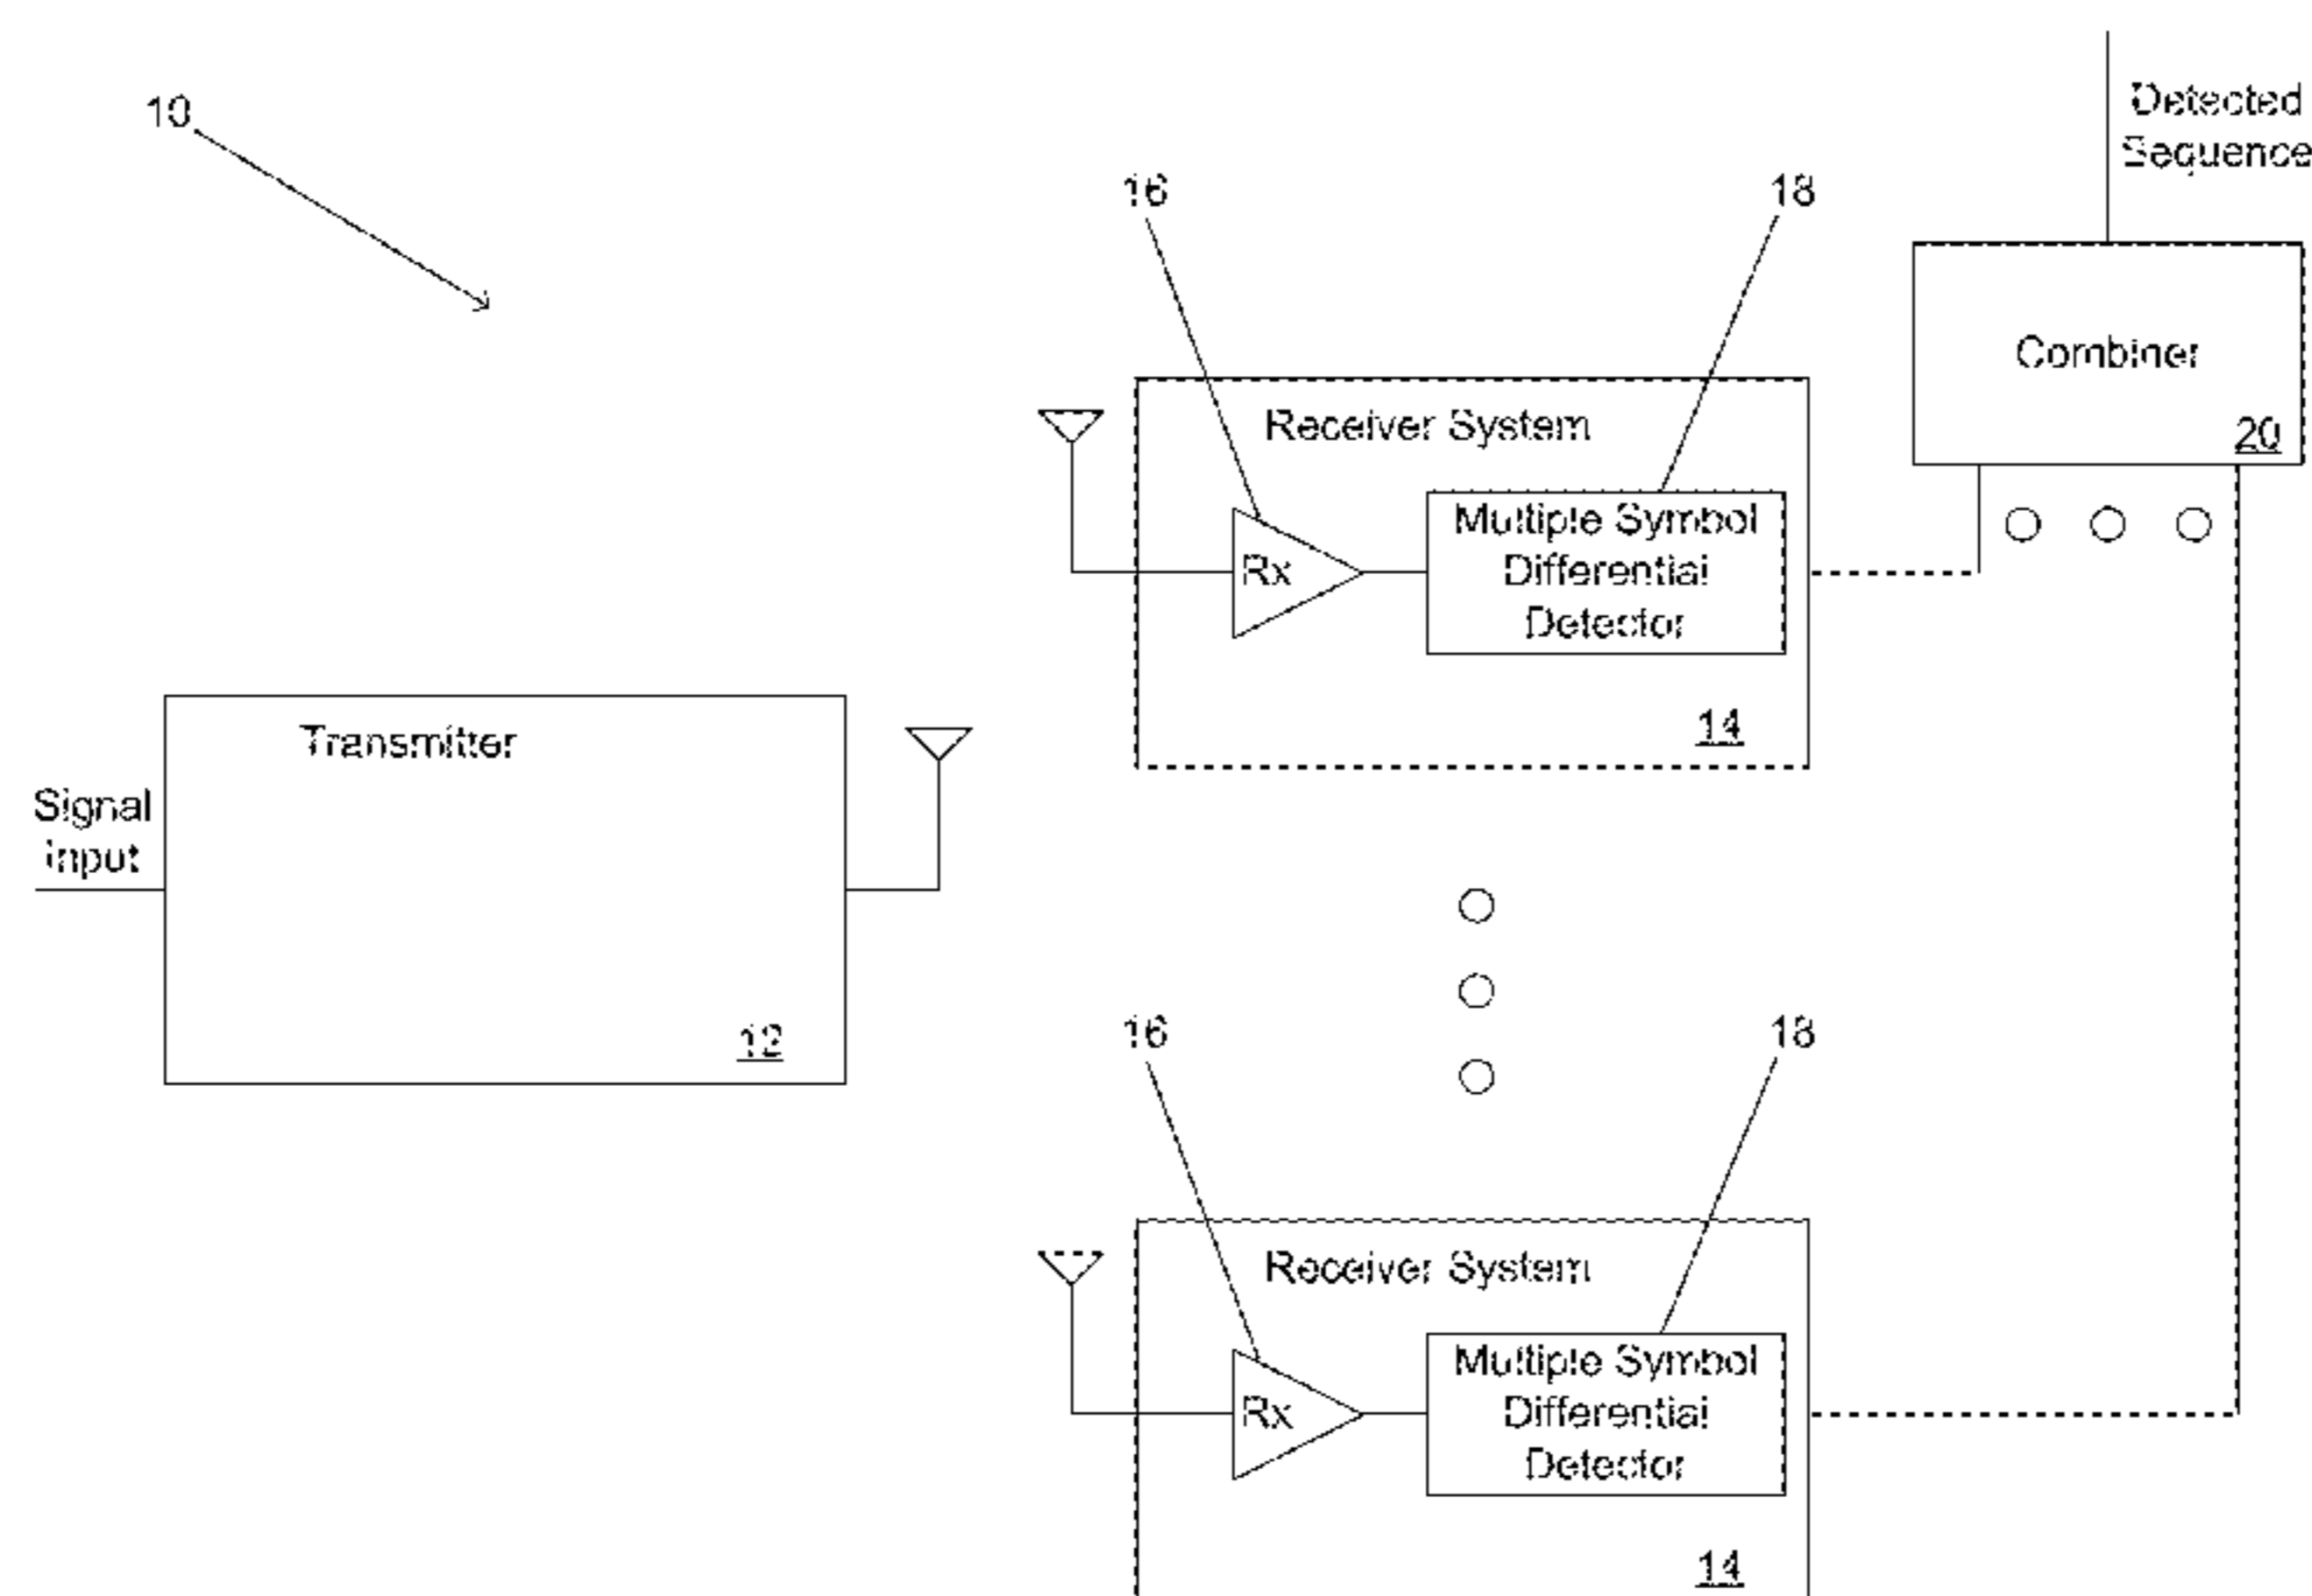 10
Detected
Sequence
16
18
Combiner
20
Receiver System
Rx
Multiple Symbol
Differential
Detector
14
Transmitter
Signal
input
12
16
18
Receiver System
Rx
Multiple Symbol
Differential
Detector
14